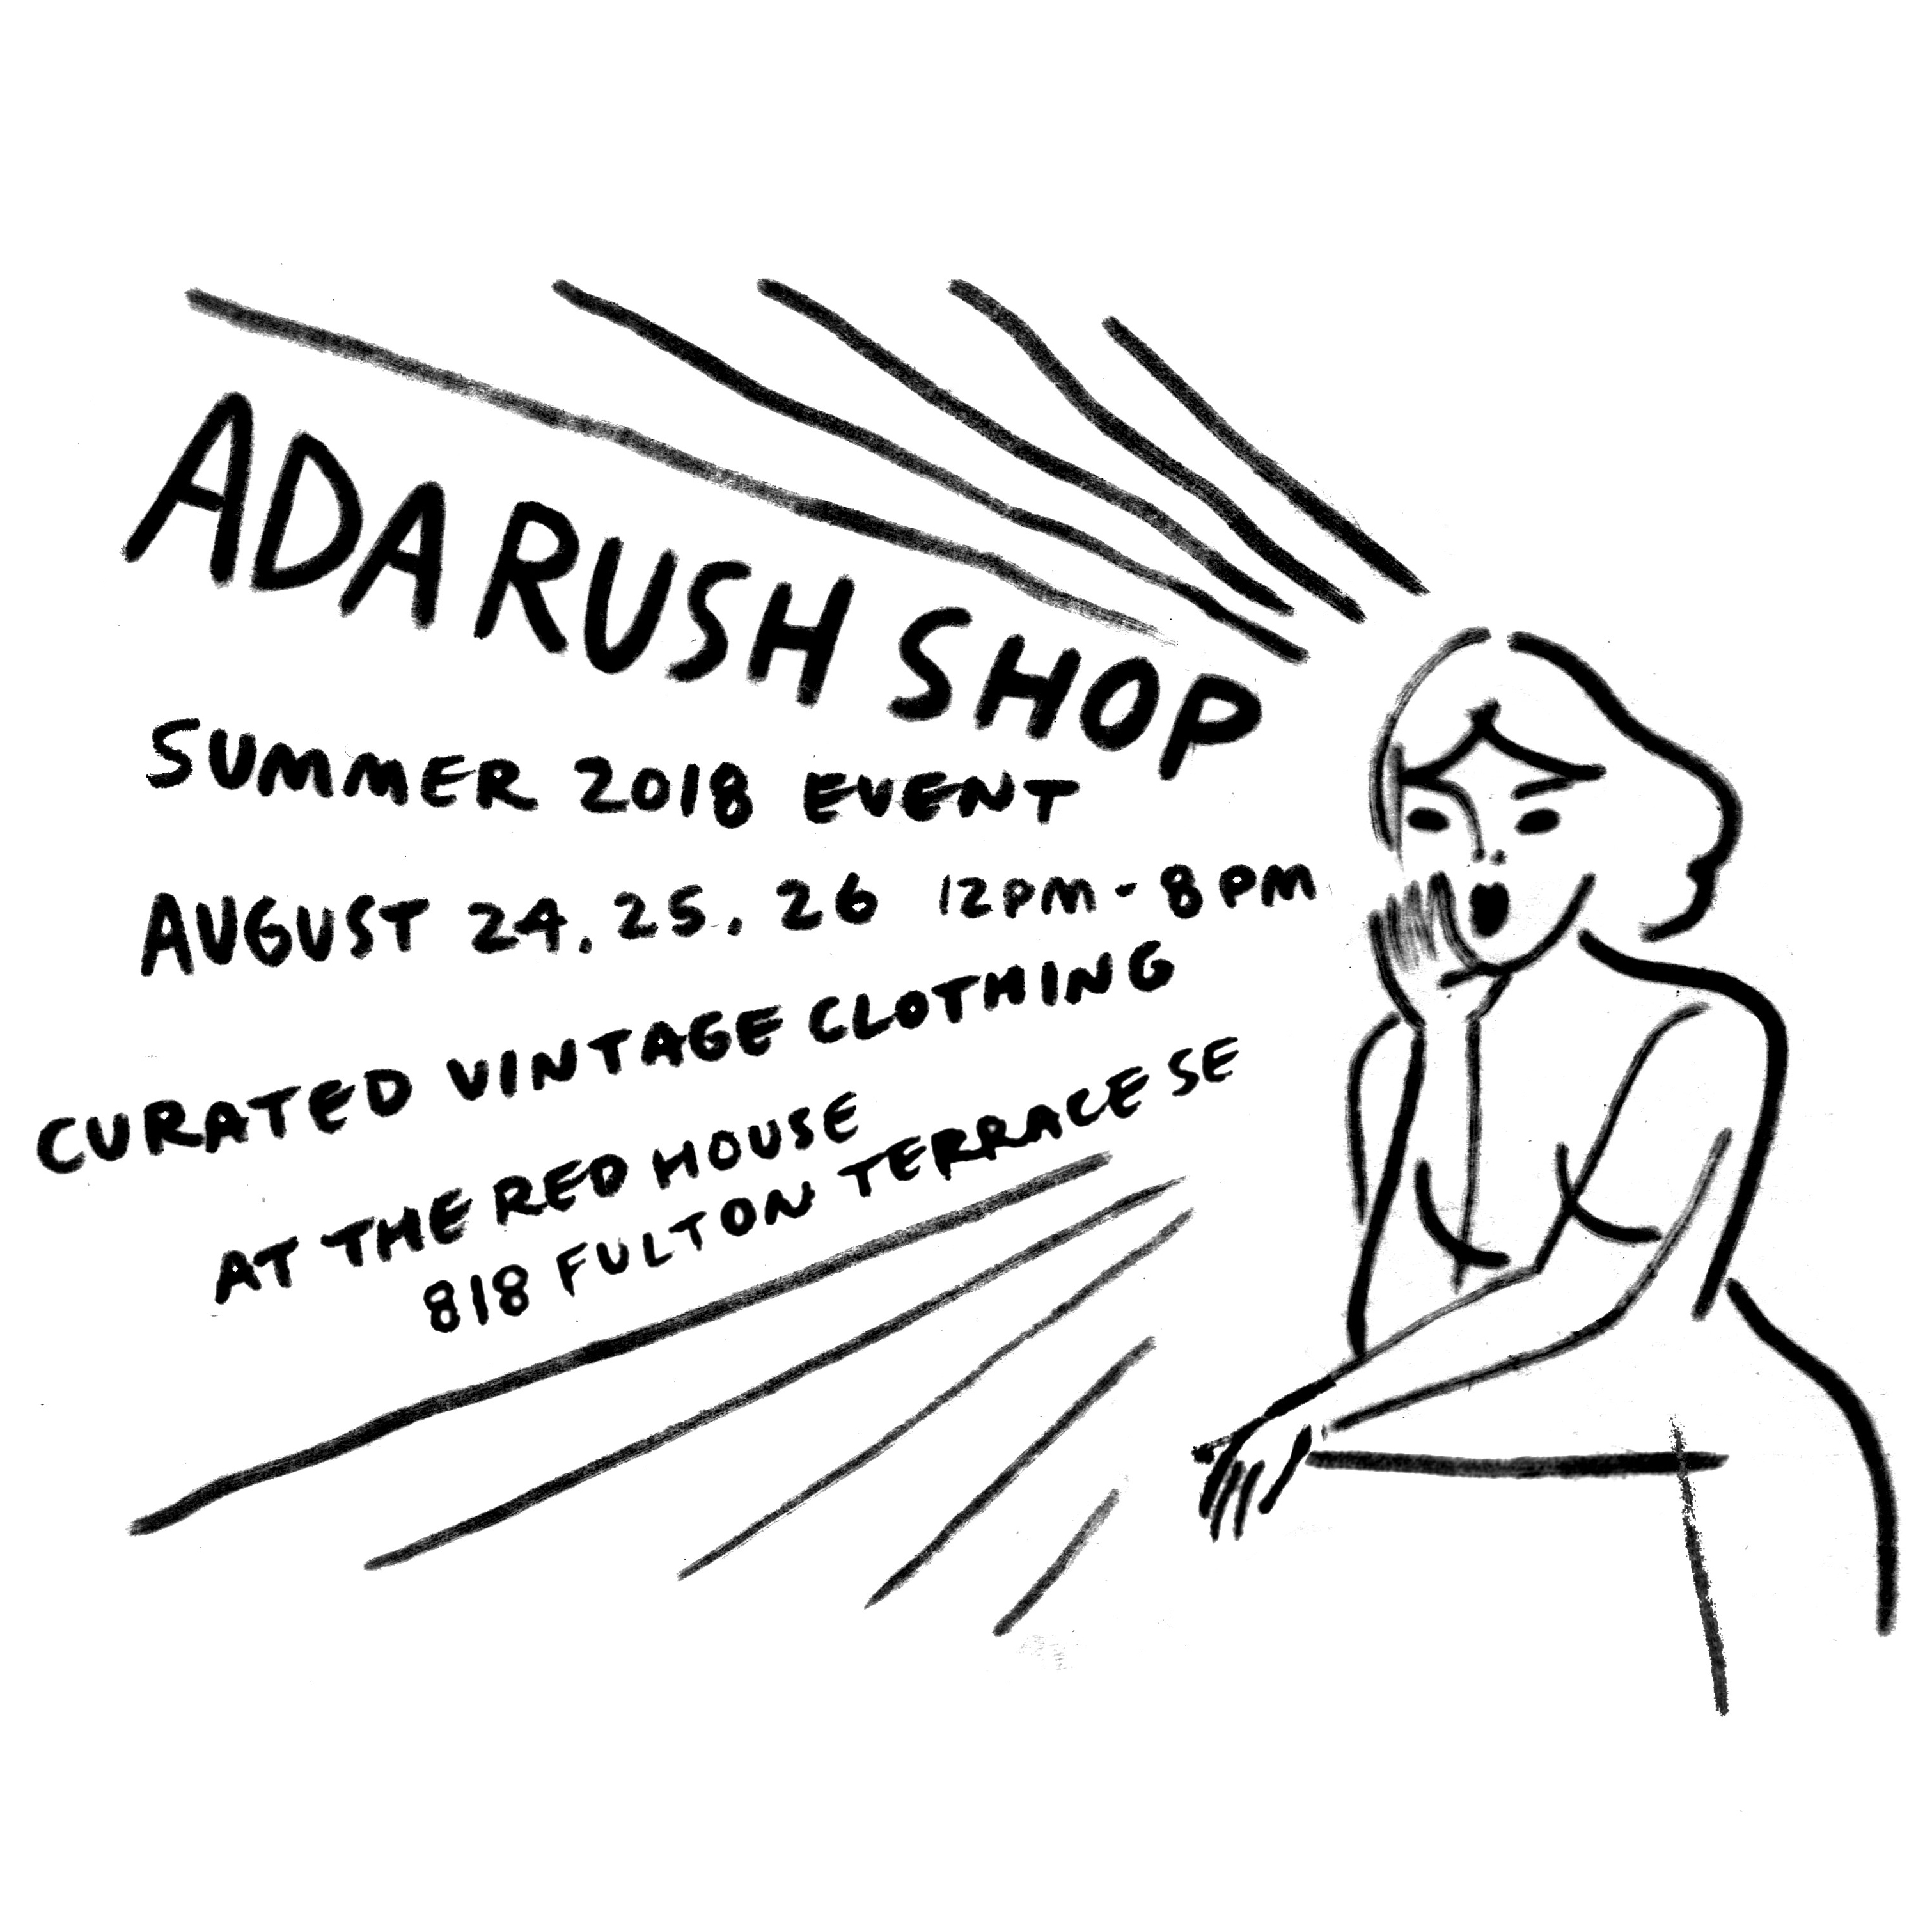 ADA RUSH SHOP
SUMMER 2018 EVENT
AUGUST 24, 25, 26 12PM-8PM
CURATED VINTAGE CLOTHING
AT THE RED HOUSE
818 FULTON TERRACE SE